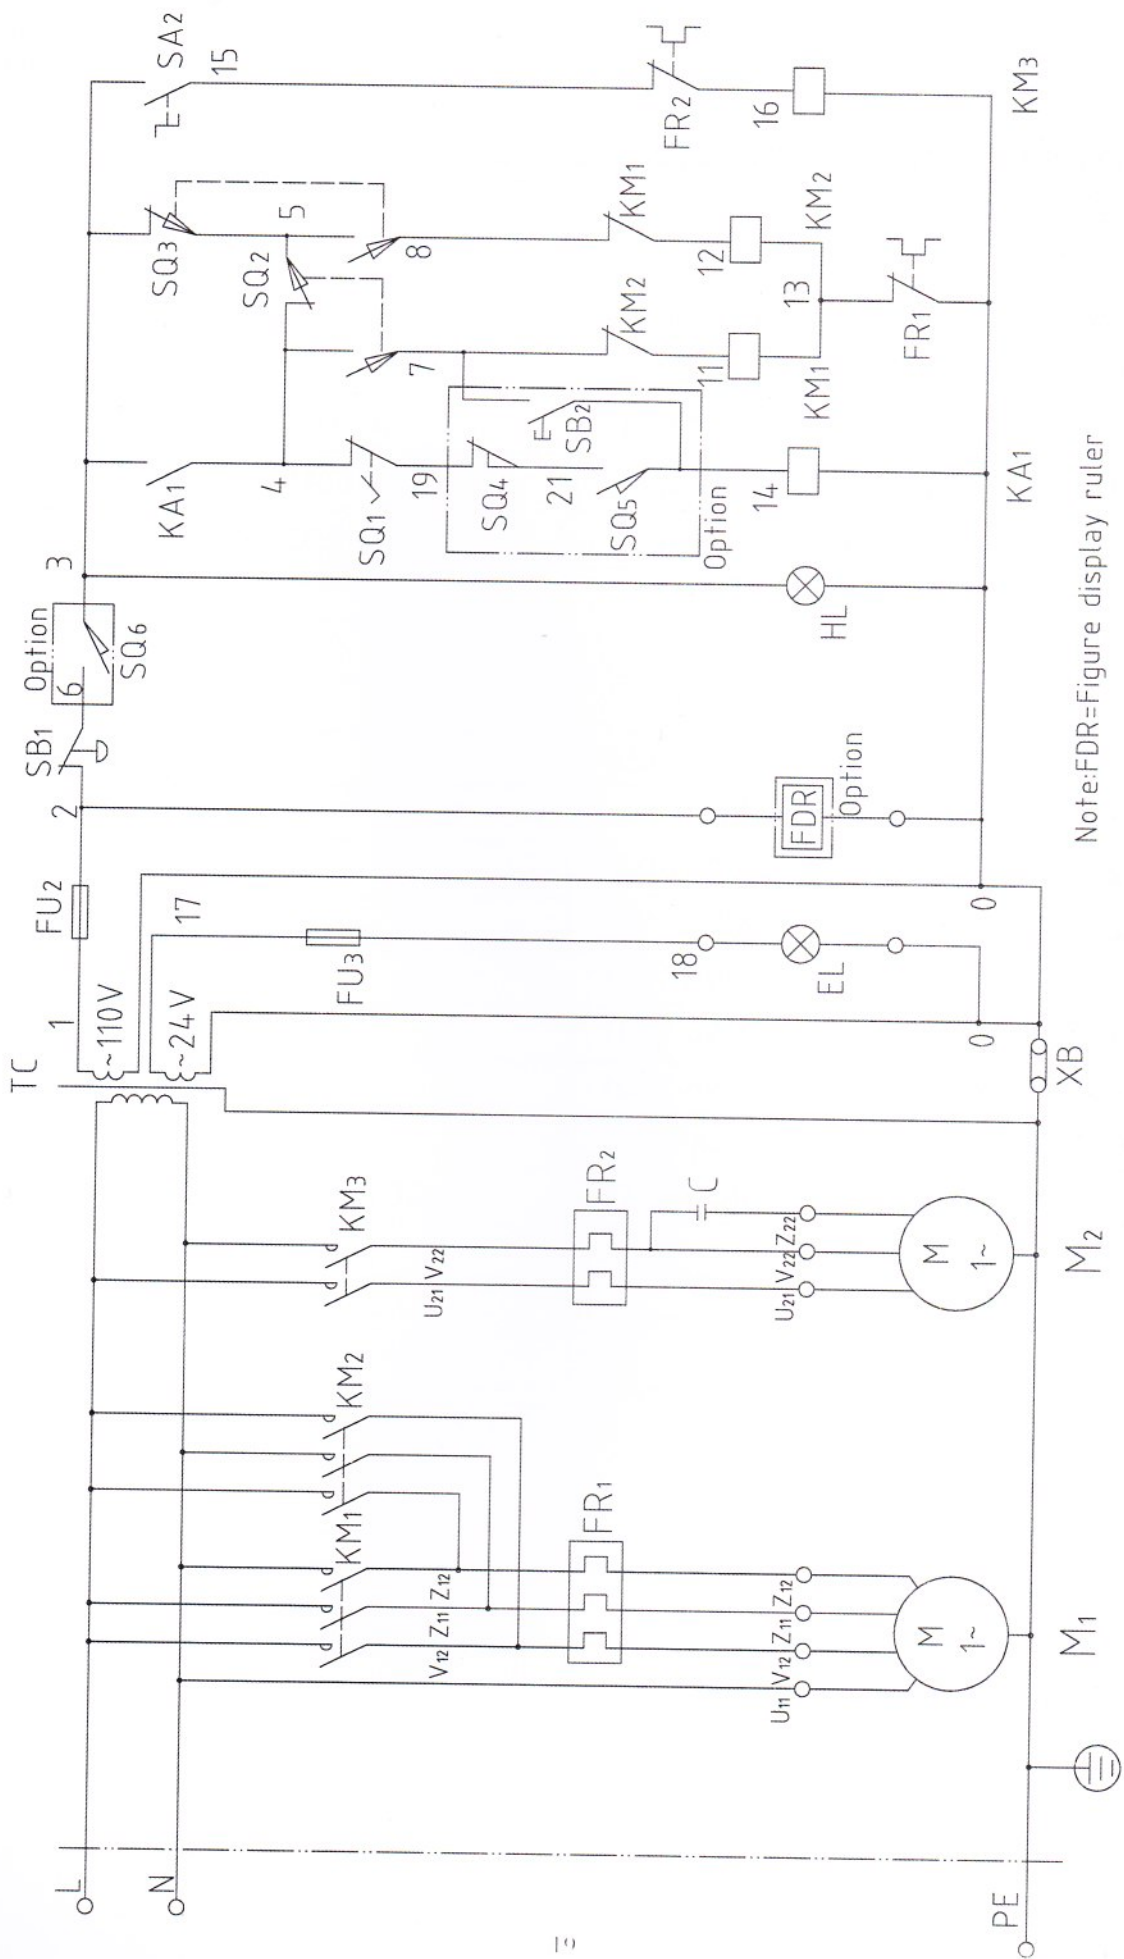 L
N
PE
U11 V12 Z11 Z12
V12 Z11 Z12
KM1
KM2
FR1
M
1~
M1
KM3
U21 V22
FR2
C
U21 V22 Z22
M
1~
M2
TC
~110V
~24V
1
FU2
17
FU3
18
EL
0
0
XB
2
SB1
Option
6
SQ6
3
FDR
Option
HL
KA1
4
SQ1
19
SQ4
21
SQ5
SB2
Option
14
KA1
SQ3
SQ2
5
7
8
KM2
KM1
11
12
KM1
KM2
13
FR1
SA2
15
FR2
16
KM3
Note:FDR=Figure display ruler